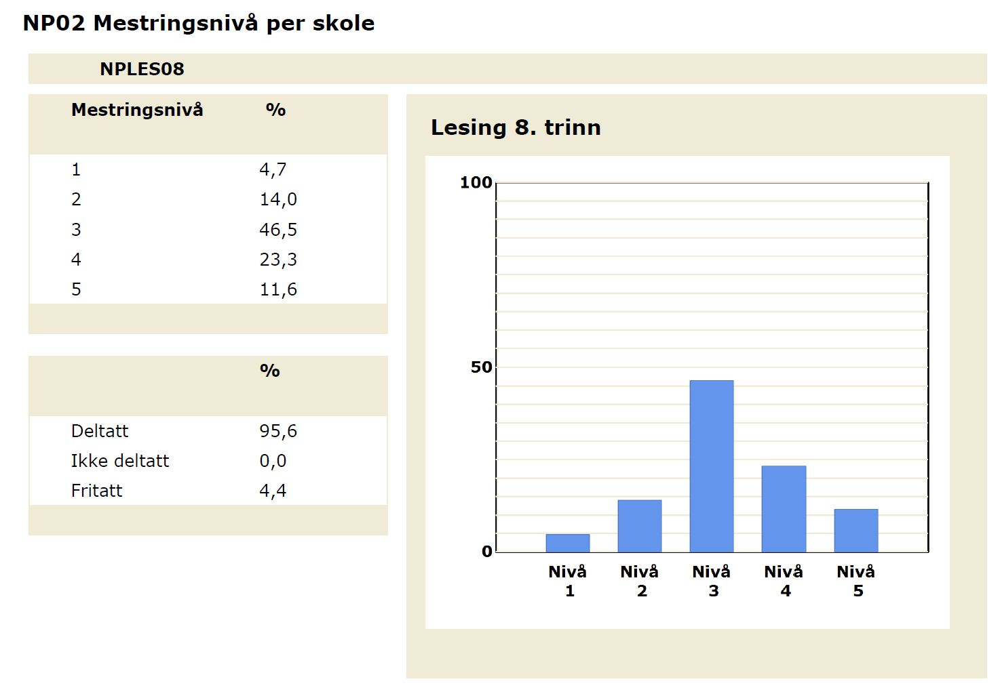 NP02 Mestringsnivå per skole
NPLES08
Mestringsnivå %
1 4,7
2 14,0
3 46,5
4 23,3
5 11,6
%
Deltatt 95,6
Ikke deltatt 0,0
Fritatt 4,4
Lesing 8. trinn
100
50
0
Nivå Nivå Nivå Nivå Nivå
1 2 3 4 5